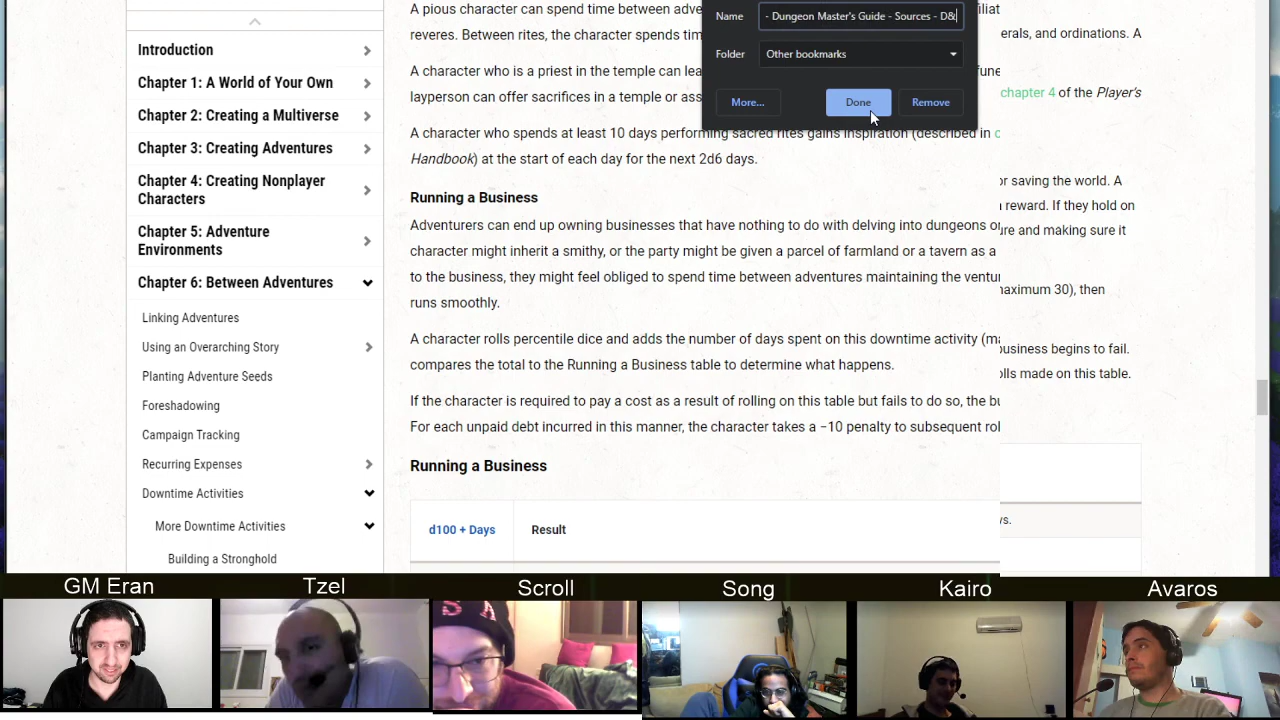 Introduction
Chapter 1: A World of Your Own
Chapter 2: Creating a Multiverse
Chapter 3: Creating Adventures
Chapter 4: Creating Nonplayer
Characters
Chapter 5: Adventure
Environments
Chapter 6: Between Adventures
Linking Adventures
Using an Overarching Story
Planting Adventure Seeds
Foreshadowing
Campaign Tracking
Recurring Expenses
Downtime Activities
More Downtime Activities
Building a Stronghold
Name
- Dungeon Master's Guide - Sources - D&
Folder
Other bookmarks
More...
Done
Remove
A pious character can spend time between adve
reveres. Between rites, the character spends tim
erals, and ordinations. A
A character who is a priest in the temple can lea
layperson can offer sacrifices in a temple or ass
chapter 4 of the Player's
A character who spends at least 10 days performing sacred rites gains inspiration (described in c
Handbook) at the start of each day for the next 2d6 days.
or saving the world. A
Running a Business
reward. If they hold on
Adventurers can end up owning businesses that have nothing to do with delving into dungeons or
ure and making sure it
character might inherit a smithy, or the party might be given a parcel of farmland or a tavern as a
to the business, they might feel obliged to spend time between adventures maintaining the ventur
runs smoothly.
naximum 30), then
A character rolls percentile dice and adds the number of days spent on this downtime activity (ma
compares the total to the Running a Business table to determine what happens.
business begins to fail.
olls made on this table.
If the character is required to pay a cost as a result of rolling on this table but fails to do so, the bu
For each unpaid debt incurred in this manner, the character takes a −10 penalty to subsequent rol
Running a Business
d100 + Days
Result
s.
GM Eran
Tzel
Scroll
Song
Kairo
Avaros